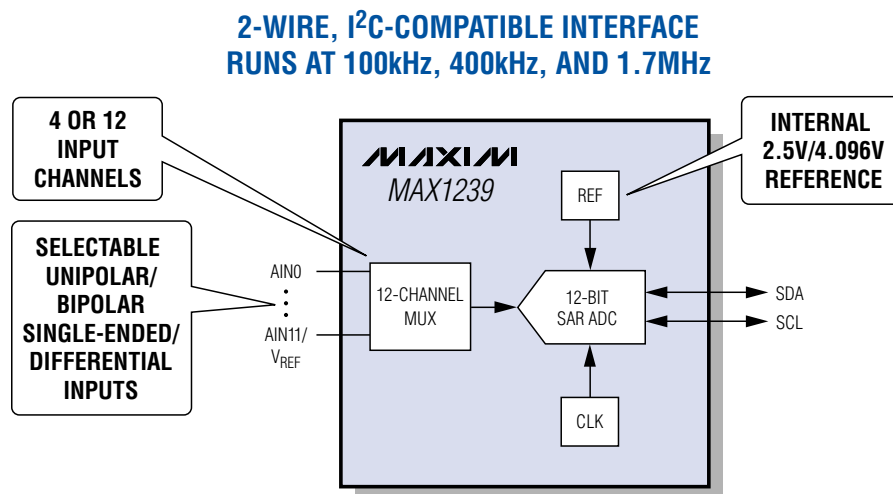 2-WIRE, I²C-COMPATIBLE INTERFACE
RUNS AT 100kHz, 400kHz, AND 1.7MHz
4 OR 12
INPUT
CHANNELS
SELECTABLE
UNIPOLAR/
BIPOLAR
SINGLE-ENDED/
DIFFERENTIAL
INPUTS
MAXIM
MAX1239
INTERNAL
2.5V/4.096V
REFERENCE
REF
AIN0
AIN11/
VREF
12-CHANNEL
MUX
12-BIT
SAR ADC
SDA
SCL
CLK